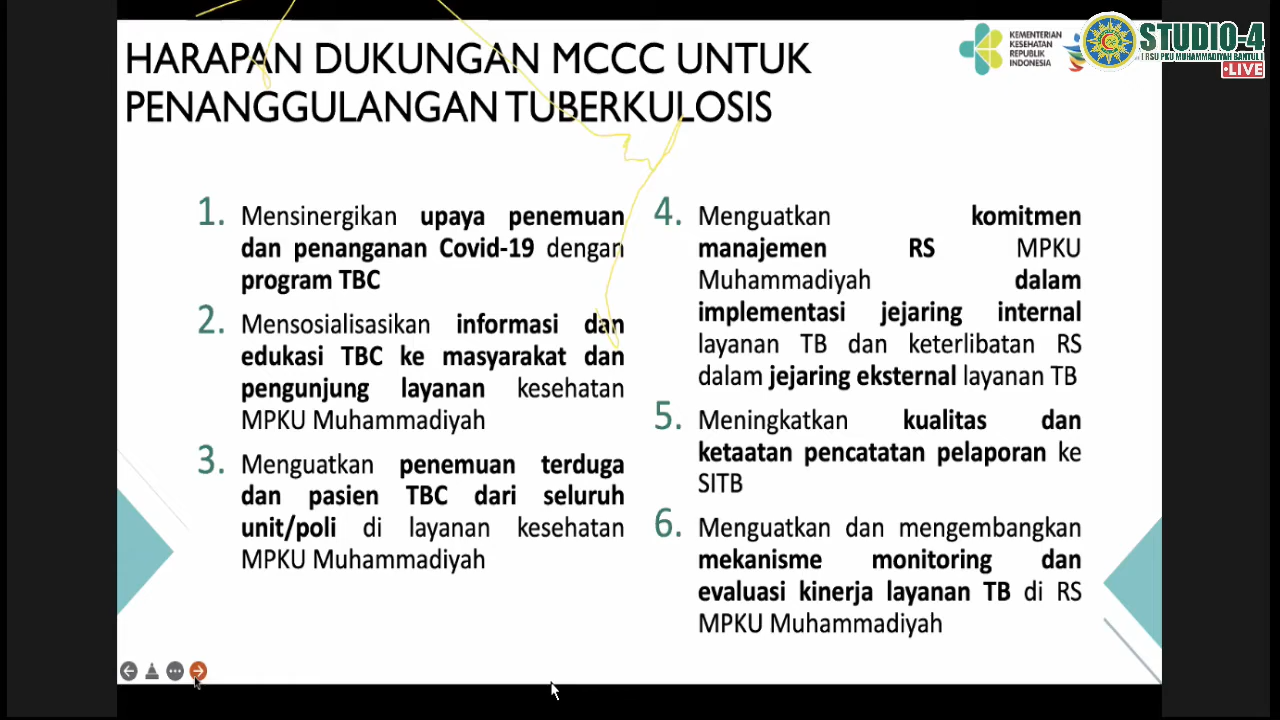 HARAPAN DUKUNGAN MCCC UNTUK
PENANGGULANGAN TUBERKULOSIS
KEMENTERIAN
KESEHATAN
REPUBLIK
INDONESIA
STUDIO-4
RSU PKU MUHAMMADIYAH BANTUL
LIVE
1. Mensinergikan upaya penemuan
dan penanganan Covid-19 dengan
program TBC
2. Mensosialisasikan informasi dan
edukasi TBC ke masyarakat dan
pengunjung layanan kesehatan
MPKU Muhammadiyah
3. Menguatkan penemuan terduga
dan pasien TBC dari seluruh
unit/poli di layanan kesehatan
MPKU Muhammadiyah
4. Menguatkan komitmen
manajemen RS MPKU
Muhammadiyah dalam
implementasi jejaring internal
layanan TB dan keterlibatan RS
dalam jejaring eksternal layanan TB
5. Meningkatkan kualitas dan
ketaatan pencatatan pelaporan ke
SITB
6. Menguatkan dan mengembangkan
mekanisme monitoring dan
evaluasi kinerja layanan TB di RS
MPKU Muhammadiyah